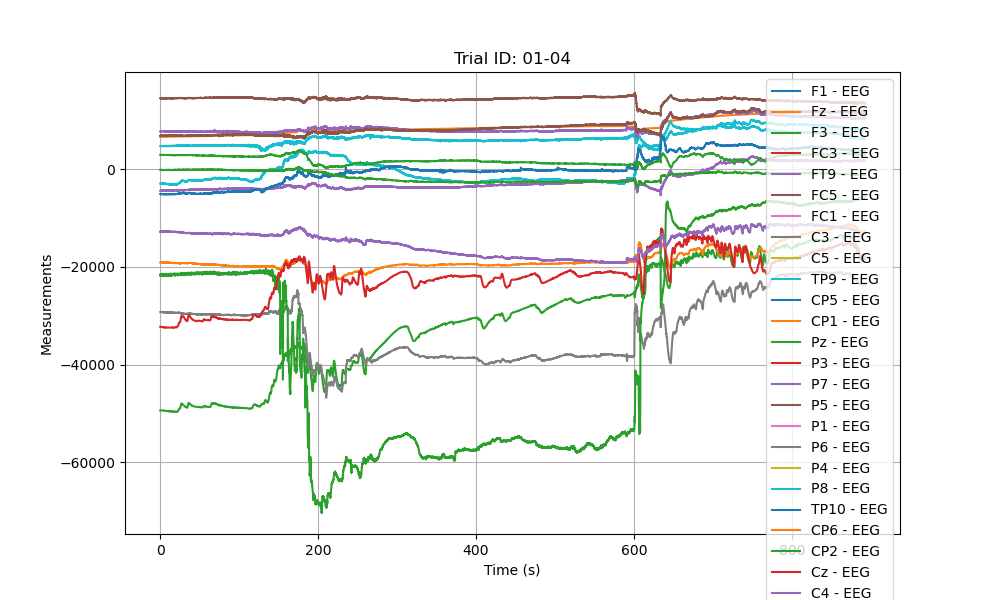 Trial ID: 01-04
Measurements
0
−20000
−40000
−60000
0
200
400
600
800
Time (s)
F1 - EEG
Fz - EEG
F3 - EEG
FC3 - EEG
FT9 - EEG
FC5 - EEG
FC1 - EEG
C3 - EEG
C5 - EEG
TP9 - EEG
CP5 - EEG
CP1 - EEG
Pz - EEG
P3 - EEG
P7 - EEG
P5 - EEG
P1 - EEG
P6 - EEG
P4 - EEG
P8 - EEG
TP10 - EEG
CP6 - EEG
CP2 - EEG
Cz - EEG
C4 - EEG